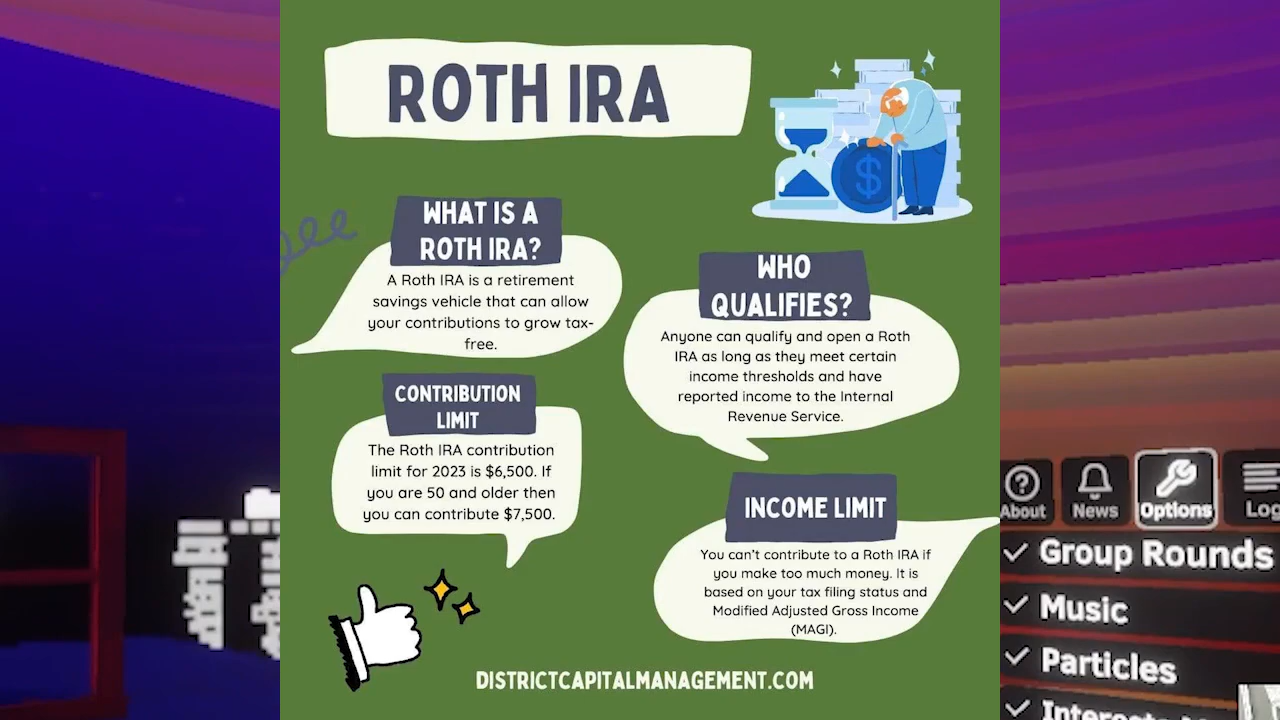 ROTH IRA
WHAT IS A
ROTH IRA?
A Roth IRA is a retirement
savings vehicle that can allow
your contributions to grow tax-
free.
WHO
QUALIFIES?
Anyone can qualify and open a Roth
IRA as long as they meet certain
income thresholds and have
reported income to the Internal
Revenue Service.
CONTRIBUTION
LIMIT
The Roth IRA contribution
limit for 2023 is $6,500. If
you are 50 and older then
you can contribute $7,500.
INCOME LIMIT
You can't contribute to a Roth IRA if
you make too much money. It is
based on your tax filing status and
Modified Adjusted Gross Income
(MAGI).
DISTRICTCAPITALMANAGEMENT.COM
About
News
Options
Group Rounds
Music
Particles